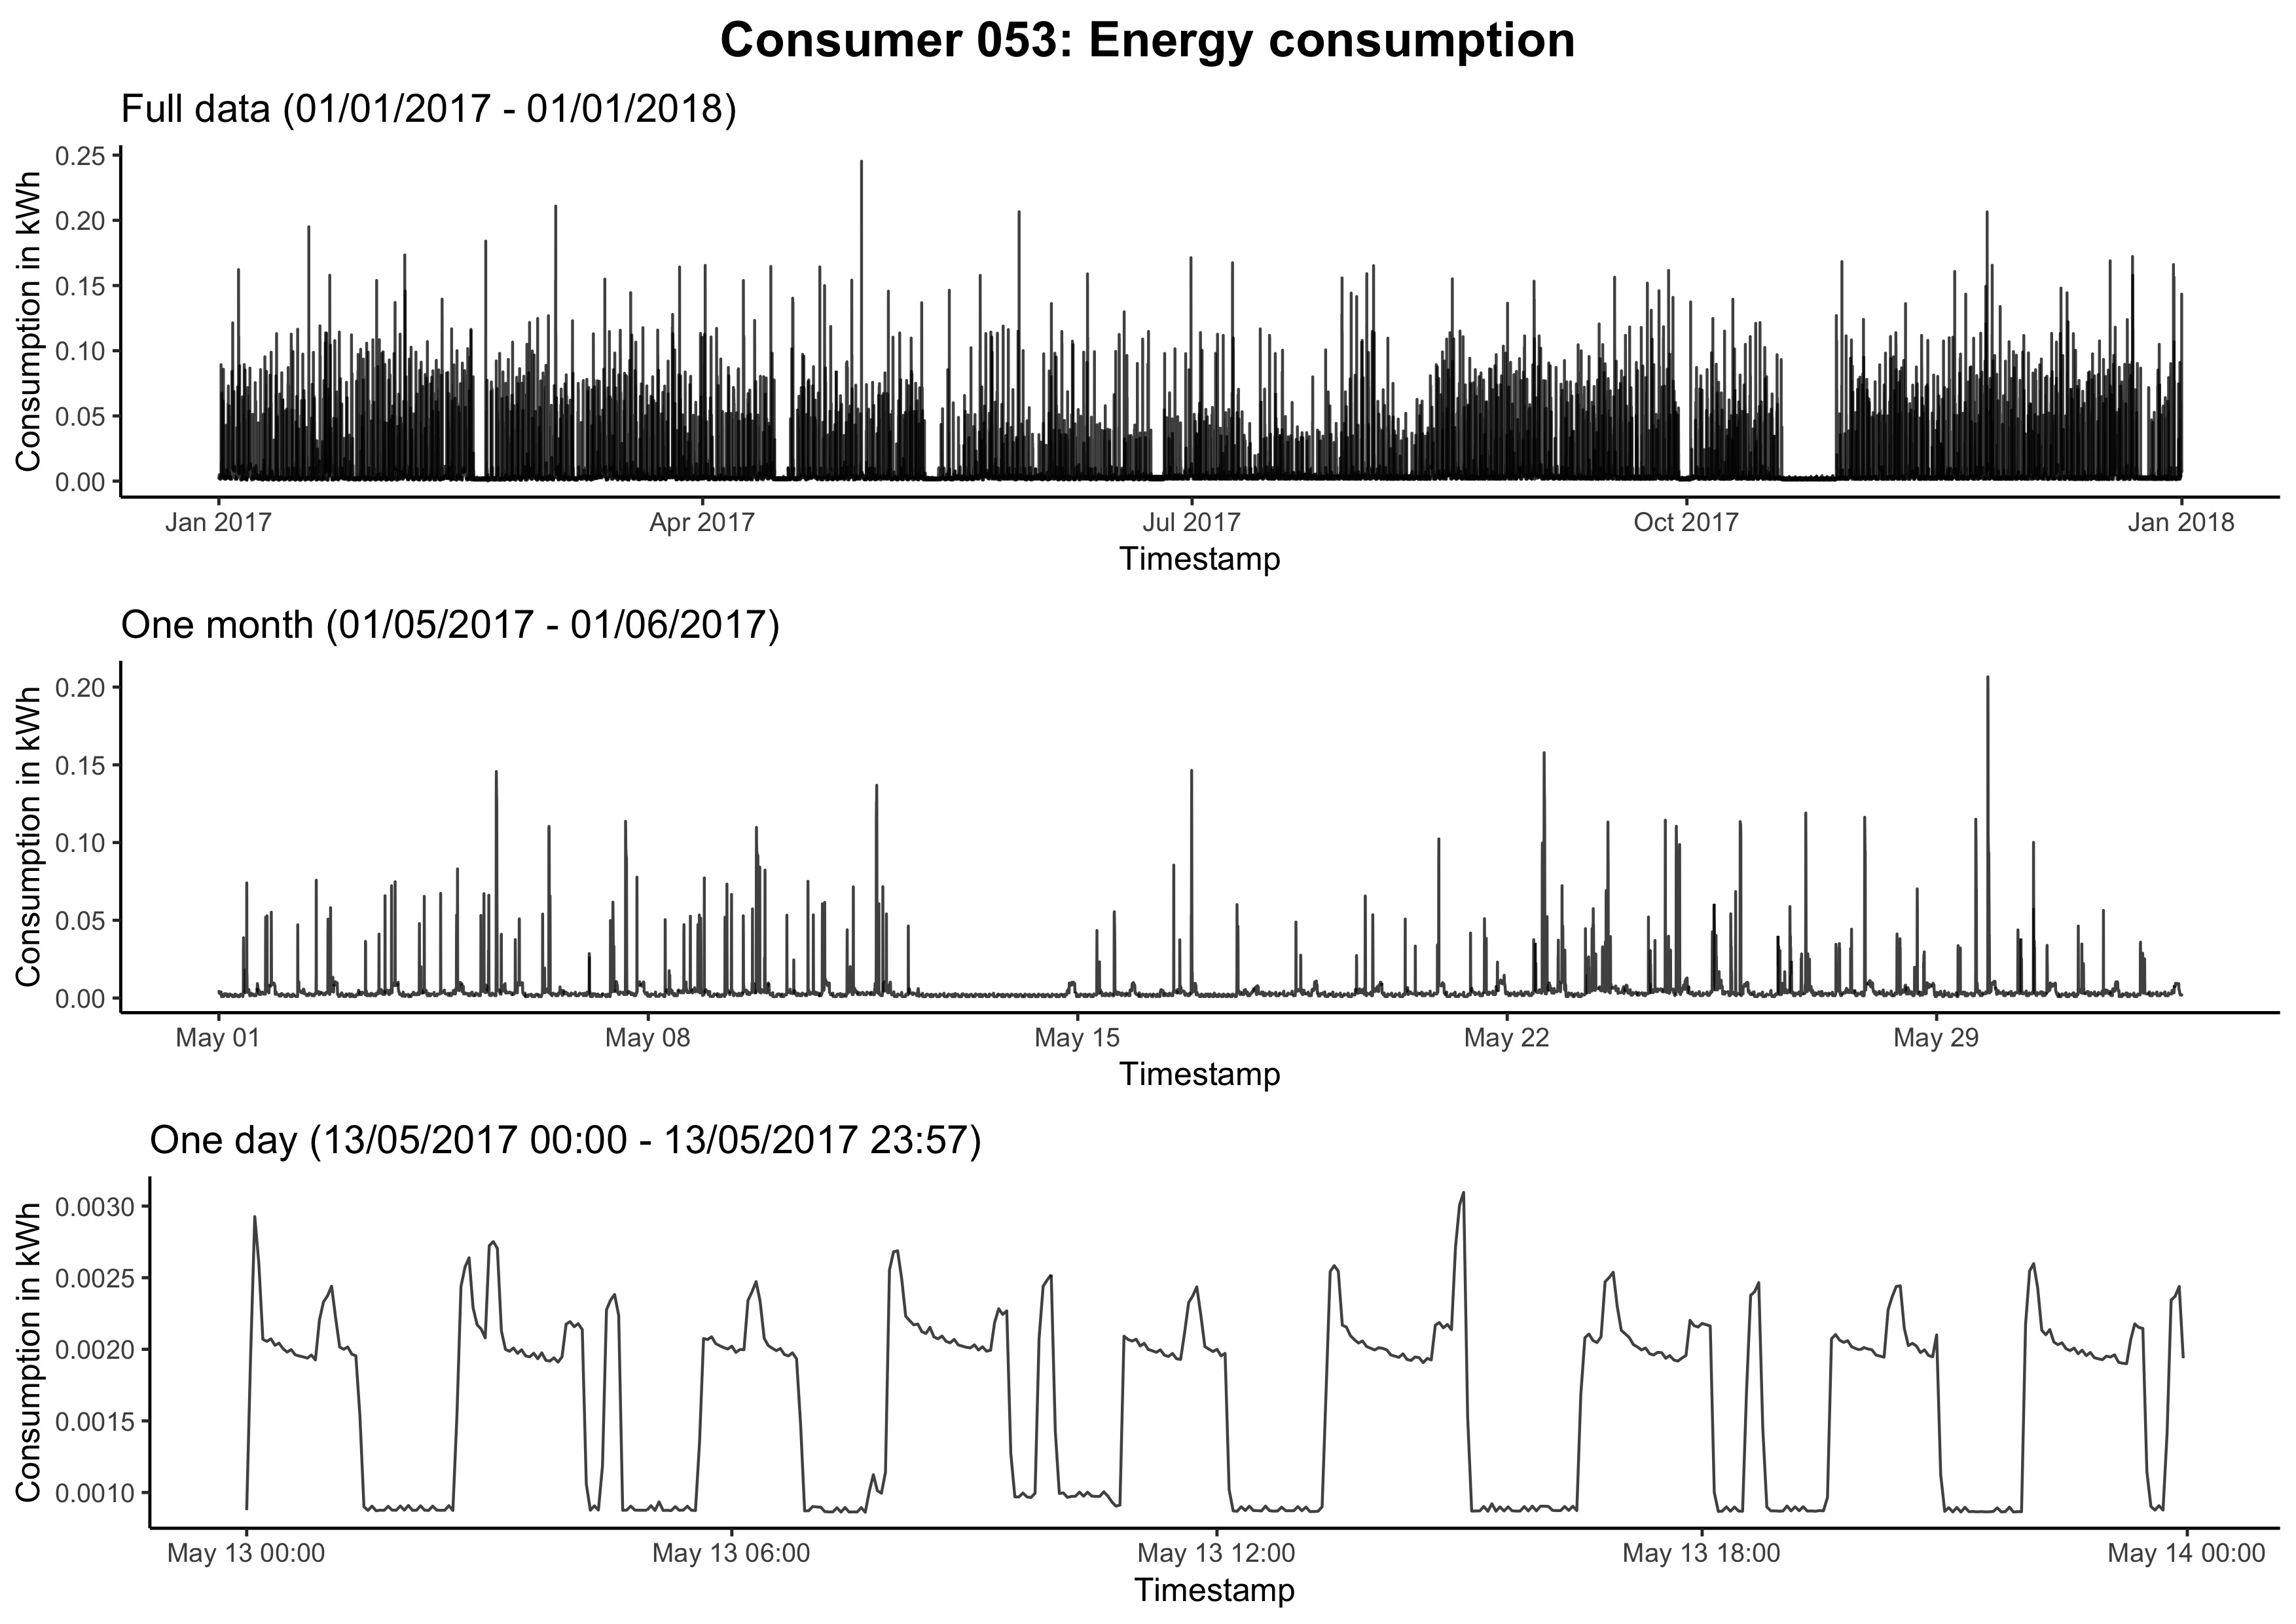 Consumer 053: Energy consumption
Full data (01/01/2017 - 01/01/2018)
Consumption in kWh
0.25
0.20
0.15
0.10
0.05
0.00
Jan 2017 Apr 2017 Jul 2017 Oct 2017 Jan 2018
Timestamp
One month (01/05/2017 - 01/06/2017)
Consumption in kWh
0.20
0.15
0.10
0.05
0.00
May 01 May 08 May 15 May 22 May 29
Timestamp
One day (13/05/2017 00:00 - 13/05/2017 23:57)
Consumption in kWh
0.0030
0.0025
0.0020
0.0015
0.0010
May 13 00:00 May 13 06:00 May 13 12:00 May 13 18:00 May 14 00:00
Timestamp